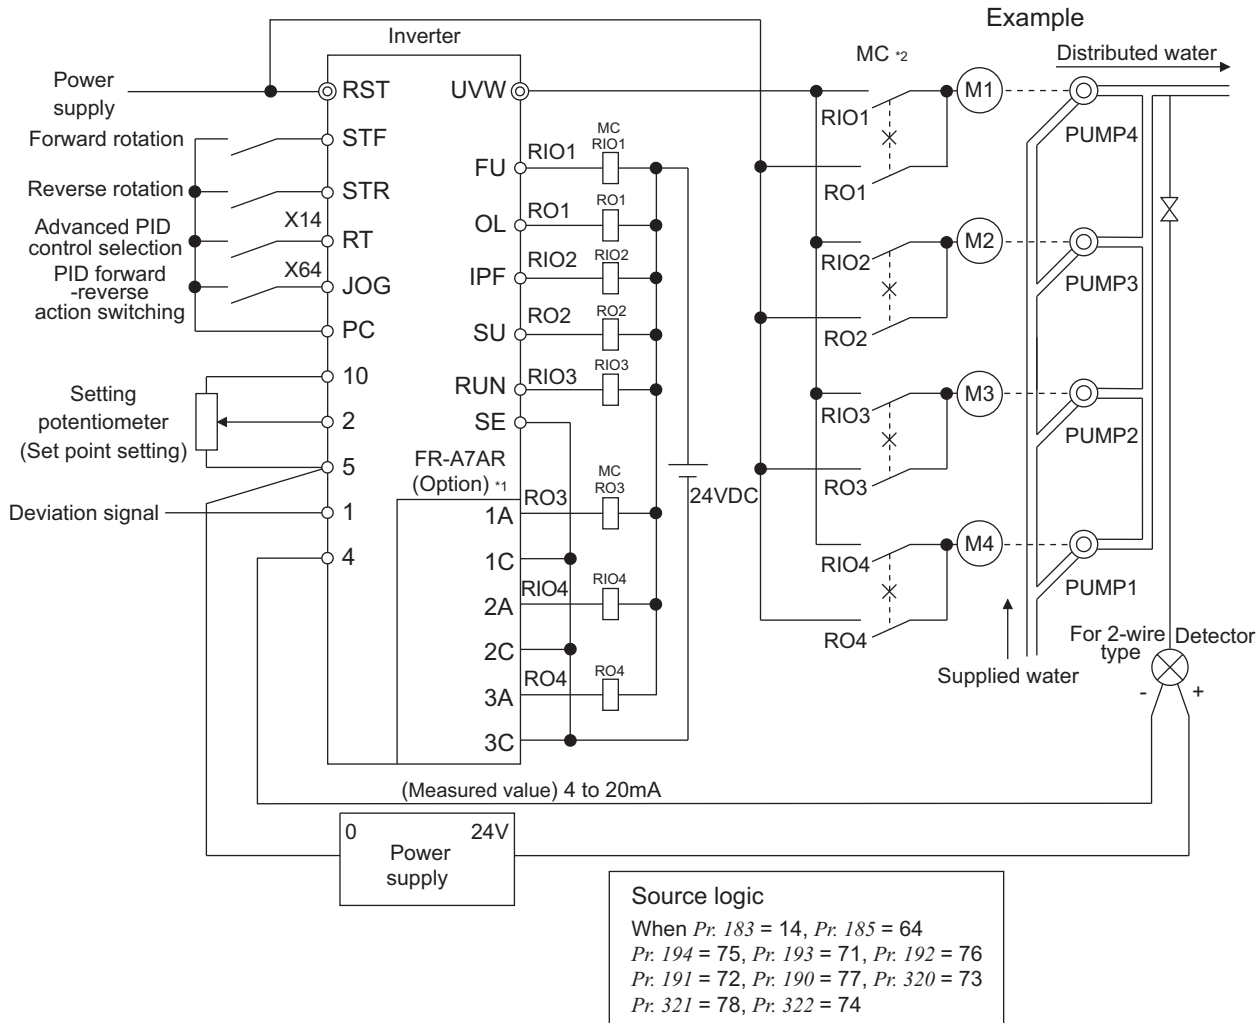 Example
Inverter
MC *2
Distributed water
Power
supply
RST
UVW
M1
RIO1
PUMP4
Forward rotation
STF
MC
RIO1
RIO1
FU
RO1
Reverse rotation
STR
RO1
RO1
OL
X14
Advanced PID
control selection
RT
M2
RIO2
RIO2
IPF
RIO2
PUMP3
X64
PID forward
-reverse
action switching
JOG
PC
RO2
RO2
SU
RO2
10
RIO3
RIO3
RUN
Setting
potentiometer
(Set point setting)
2
SE
M3
RIO3
PUMP2
5
FR-A7AR
(Option) *1
MC
RO3
RO3
24VDC
RO3
Deviation signal
1
1A
4
1C
M4
RIO4
PUMP1
RIO4
RIO4
2A
2C
RO4
RO4
RO4
3A
3C
Supplied water
For 2-wire
type
Detector
-
+
(Measured value) 4 to 20mA
0
24V
Power
supply
Source logic
When Pr. 183 = 14, Pr. 185 = 64
Pr. 194 = 75, Pr. 193 = 71, Pr. 192 = 76
Pr. 191 = 72, Pr. 190 = 77, Pr. 320 = 73
Pr. 321 = 78, Pr. 322 = 74